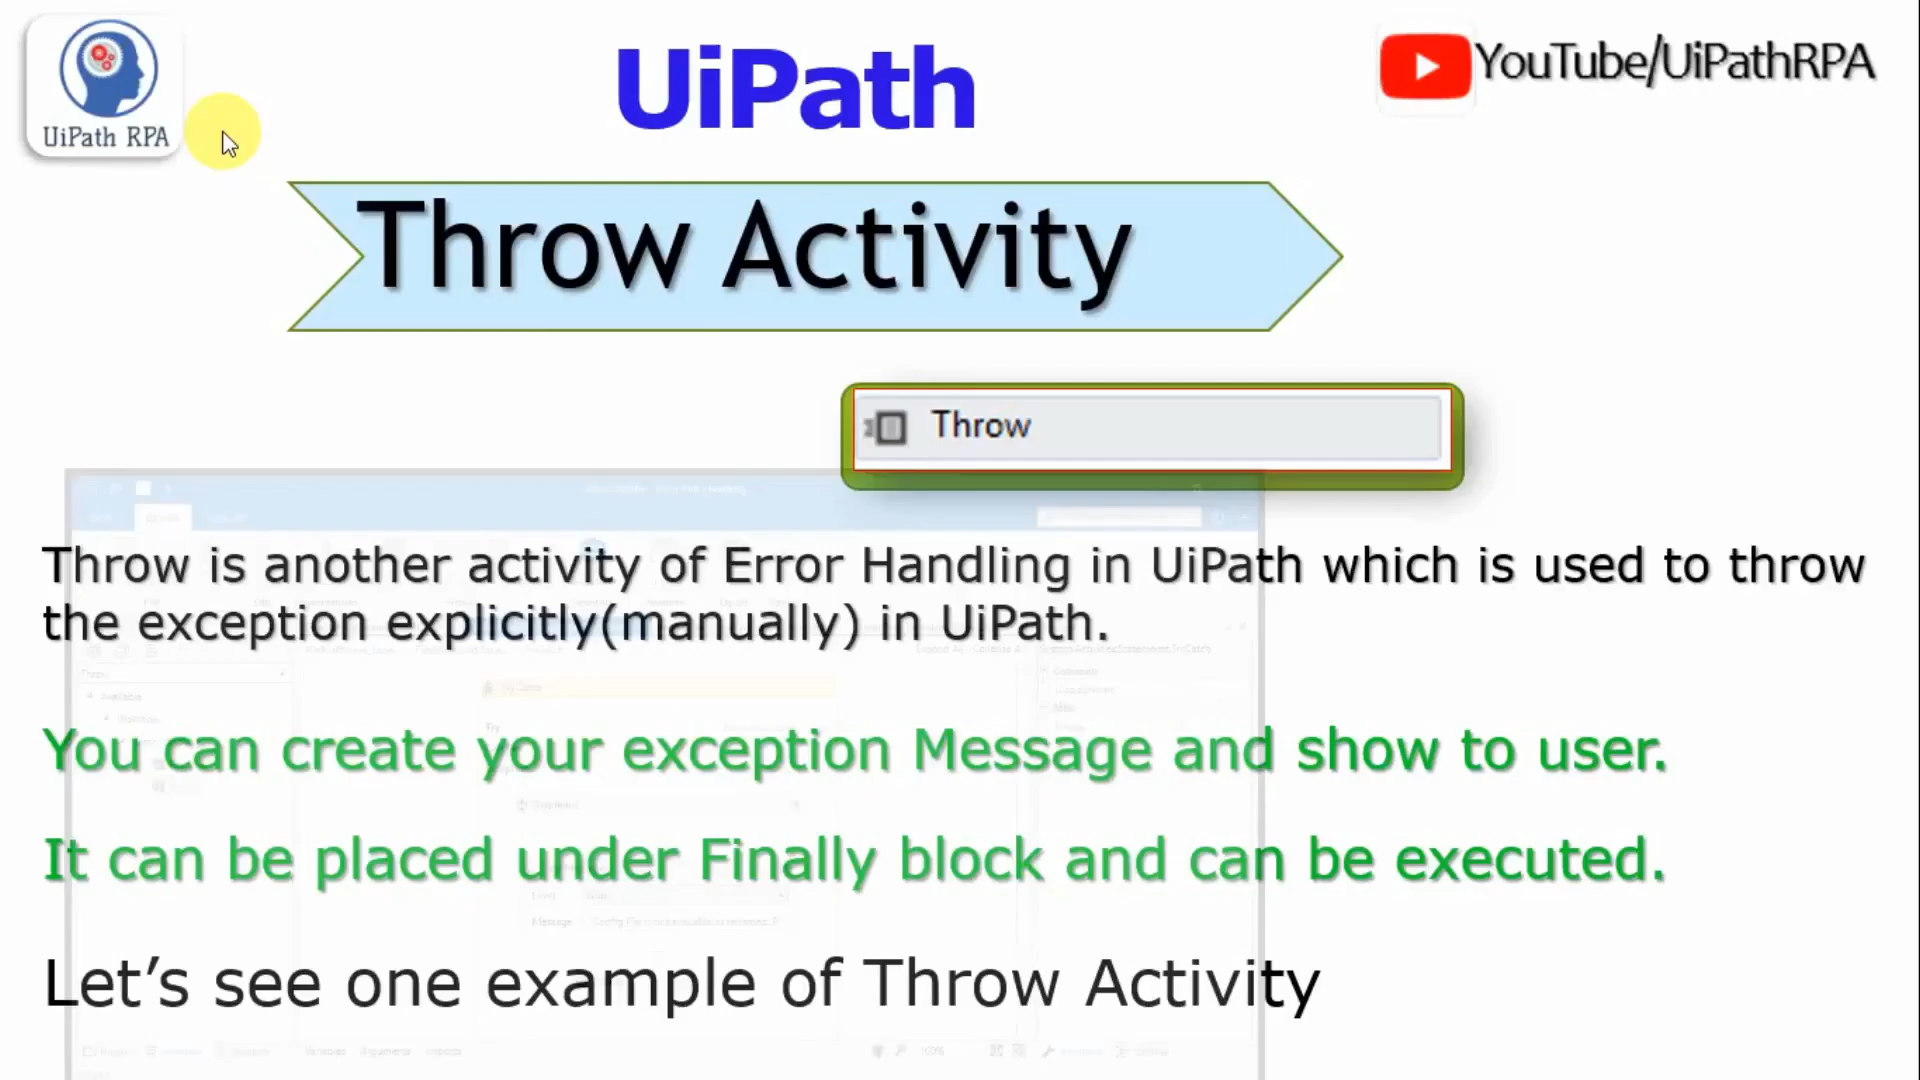 UiPath RPA
UiPath
YouTube/UiPathRPA
Throw Activity
Throw
Throw is another activity of Error Handling in UiPath which is used to throw
the exception explicitly(manually) in UiPath.
You can create your exception Message and show to user.
It can be placed under Finally block and can be executed.
Message
Let's see one example of Throw Activity
100%